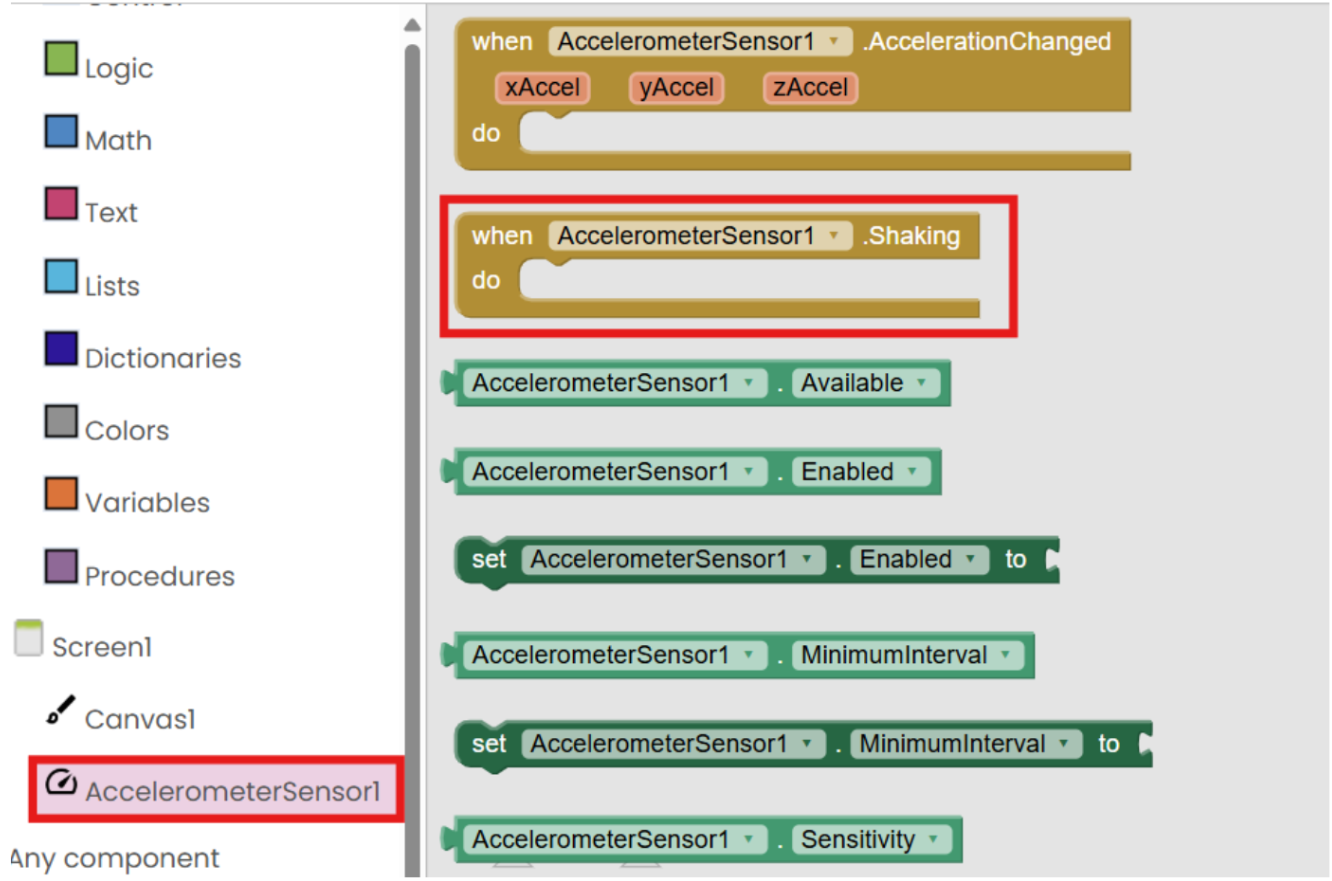 Logic
Math
Text
Lists
Dictionaries
Colors
Variables
Procedures
Screen1
Canvas1
AccelerometerSensor1
Any component
when AccelerometerSensor1 .AccelerationChanged
xAccel yAccel zAccel
do
when AccelerometerSensor1 .Shaking
do
AccelerometerSensor1 . Available
AccelerometerSensor1 . Enabled
set AccelerometerSensor1 . Enabled to
AccelerometerSensor1 . MinimumInterval
set AccelerometerSensor1 . MinimumInterval to
AccelerometerSensor1 . Sensitivity